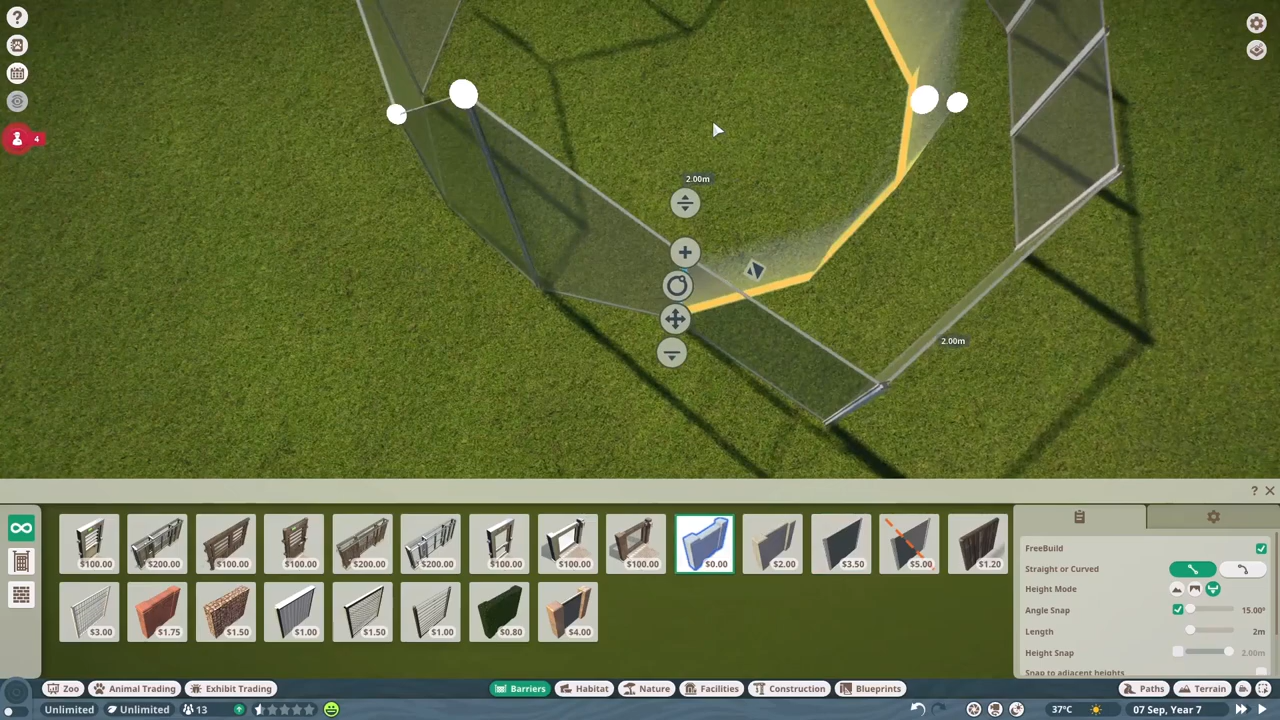 ?
4
2.00m
2.00m
? ×
$100.00 $200.00 $100.00 $100.00 $200.00 $200.00 $100.00 $100.00 $100.00 $0.00 $2.00 $3.50 $5.00 $1.20
$3.00 $1.75 $1.50 $1.00 $1.50 $1.00 $0.80 $4.00
FreeBuild
Straight or Curved
Height Mode
Angle Snap 15.00°
Length 2m
Height Snap 2.00m
Snap to adjacent heights
Zoo Animal Trading Exhibit Trading Barriers Habitat Nature Facilities Construction Blueprints Paths Terrain
Unlimited Unlimited 13 37°C 07 Sep, Year 7